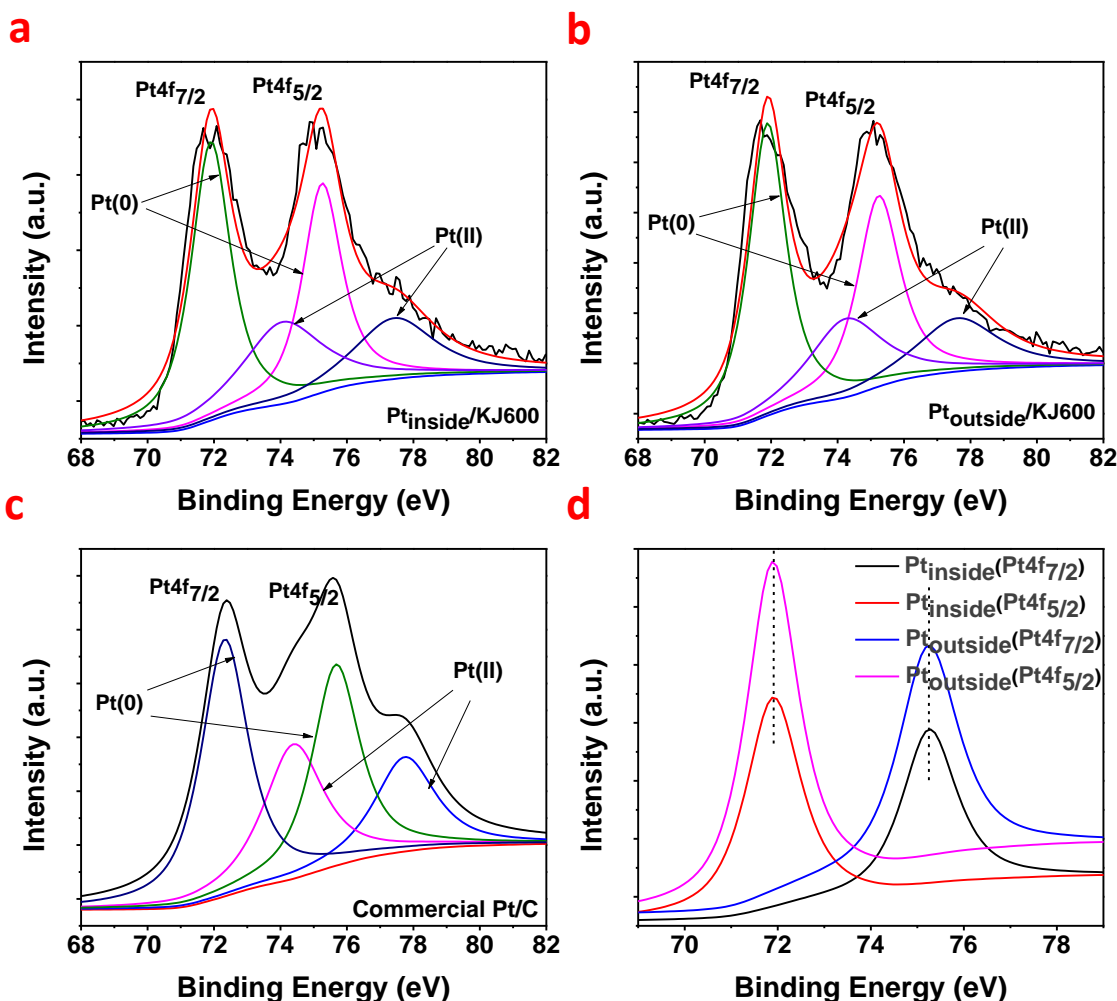 a
Pt4f7/2
Pt4f5/2
Pt(0)
Pt(II)
Intensity (a.u.)
Ptinside/KJ600
68 70 72 74 76 78 80 82
Binding Energy (eV)
b
Pt4f7/2
Pt4f5/2
Pt(0)
Pt(II)
Intensity (a.u.)
Ptoutside/KJ600
68 70 72 74 76 78 80 82
Binding Energy (eV)
c
Pt4f7/2
Pt4f5/2
Pt(0)
Pt(II)
Intensity (a.u.)
Commercial Pt/C
68 70 72 74 76 78 80 82
Binding Energy (eV)
d
Ptinside(Pt4f7/2)
Ptinside(Pt4f5/2)
Ptoutside(Pt4f7/2)
Ptoutside(Pt4f5/2)
Intensity (a.u.)
70 72 74 76 78
Binding Energy (eV)